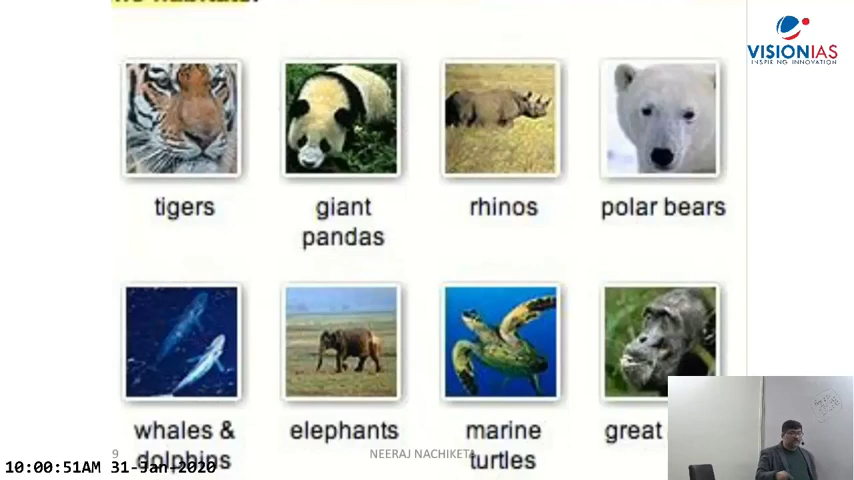 VISIONIAS
INSPIRING INNOVATION
tigers
giant
pandas
rhinos
polar bears
whales &
dolphins
elephants
marine
turtles
great
9
NEERAJ NACHIKETA
10:00:51AM 31-Jan-2020